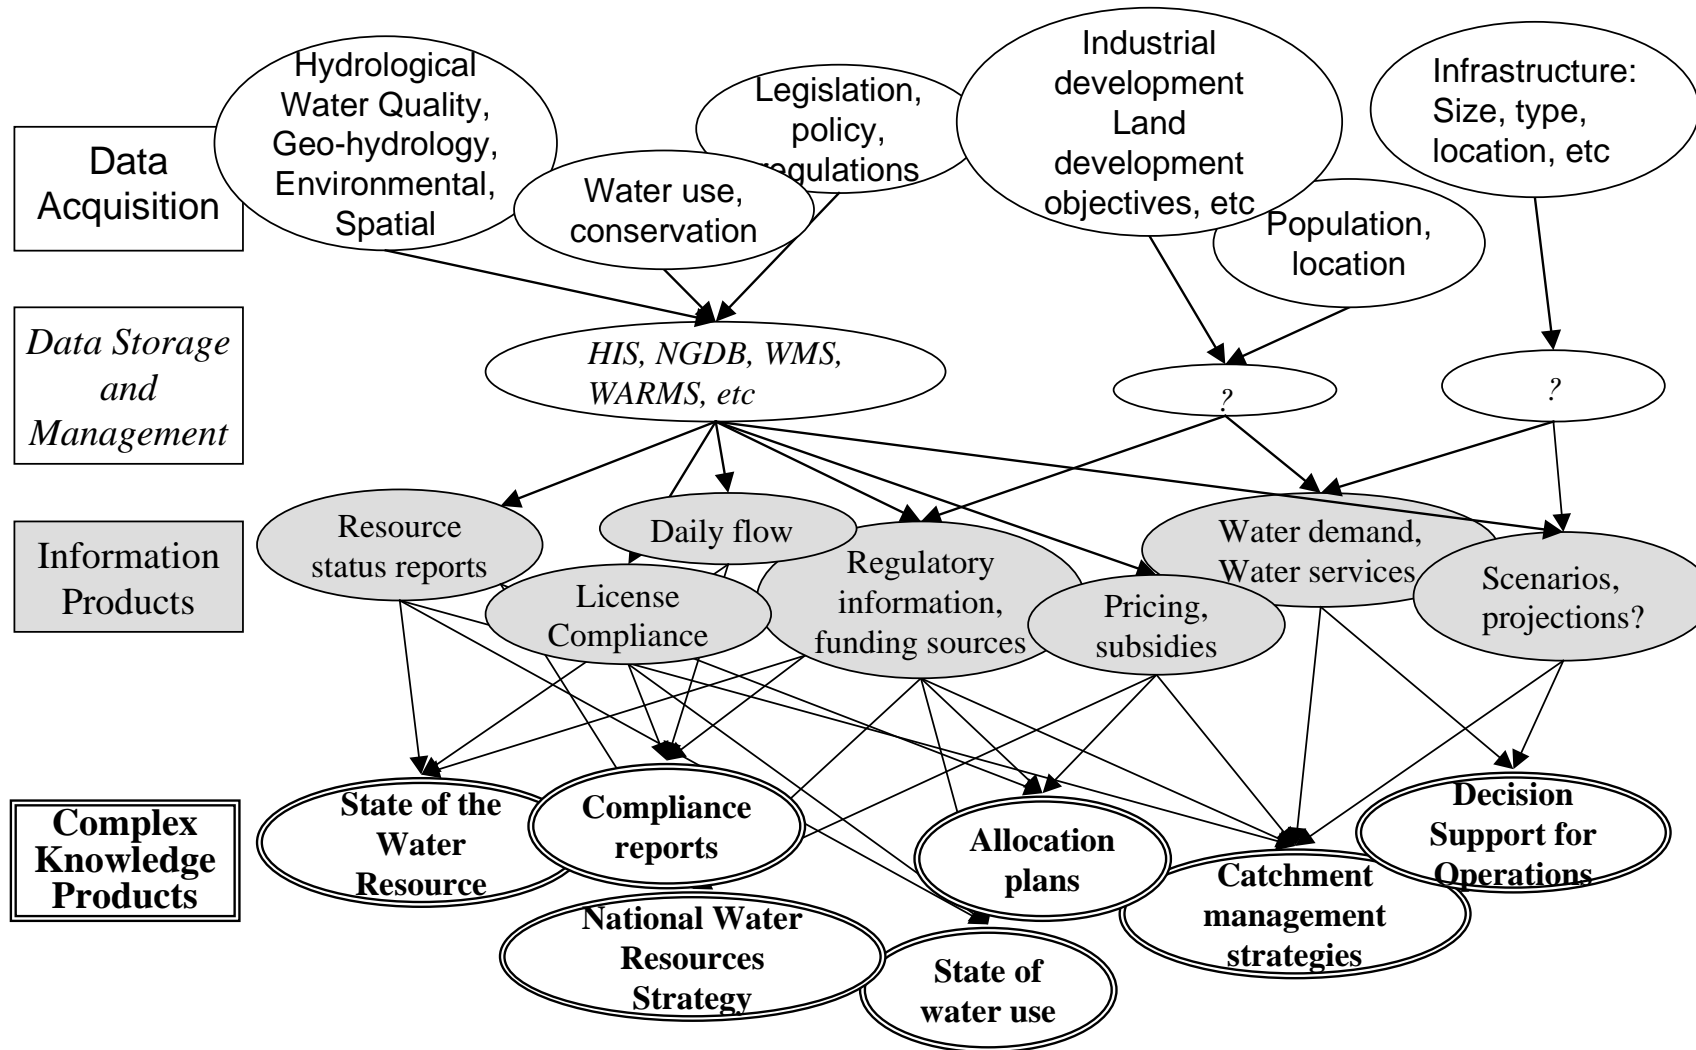 Data
Acquisition
Hydrological
Water Quality,
Geo-hydrology,
Environmental,
Spatial
Water use,
conservation
Legislation,
policy,
regulations
Industrial
development
Land
development
objectives, etc
Population,
location
Infrastructure:
Size, type,
location, etc
Data Storage
and
Management
HIS, NGDB, WMS,
WARMS, etc
?
?
Information
Products
Resource
status reports
Daily flow
License
Compliance
Regulatory
information,
funding sources
Pricing,
subsidies
Water demand,
Water services
Scenarios,
projections?
Complex
Knowledge
Products
State of the
Water
Resource
Compliance
reports
National Water
Resources
Strategy
State of
water use
Allocation
plans
Catchment
management
strategies
Decision
Support for
Operations